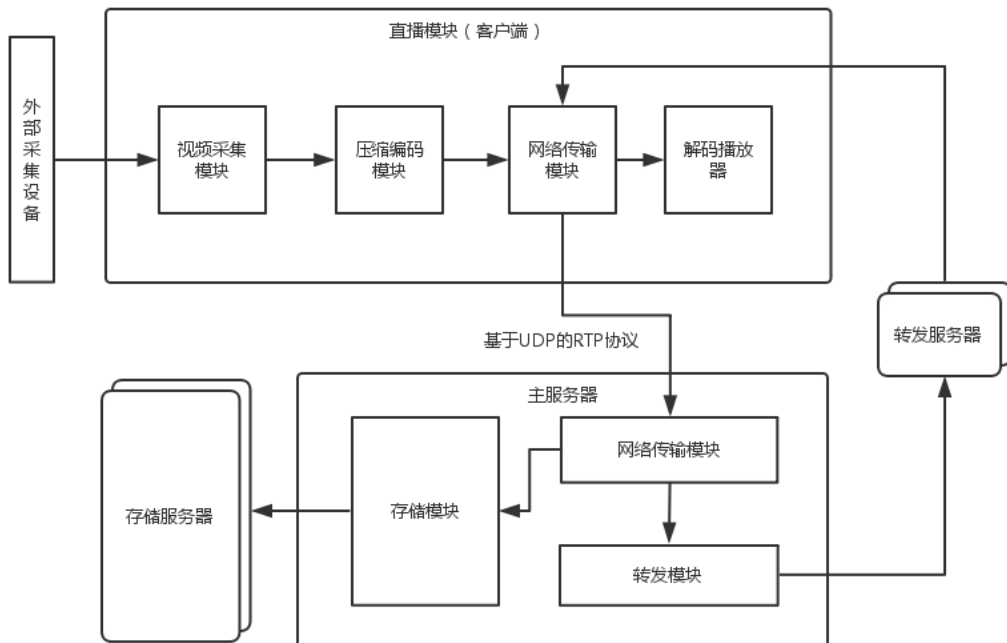 直播模块（客户端）
外
部
采
集
设
备
视频采集
模块
压缩编码
模块
网络传输
模块
解码播放
器
基于UDP的RTP协议
转发服务器
主服务器
网络传输模块
存储服务器
存储模块
转发模块